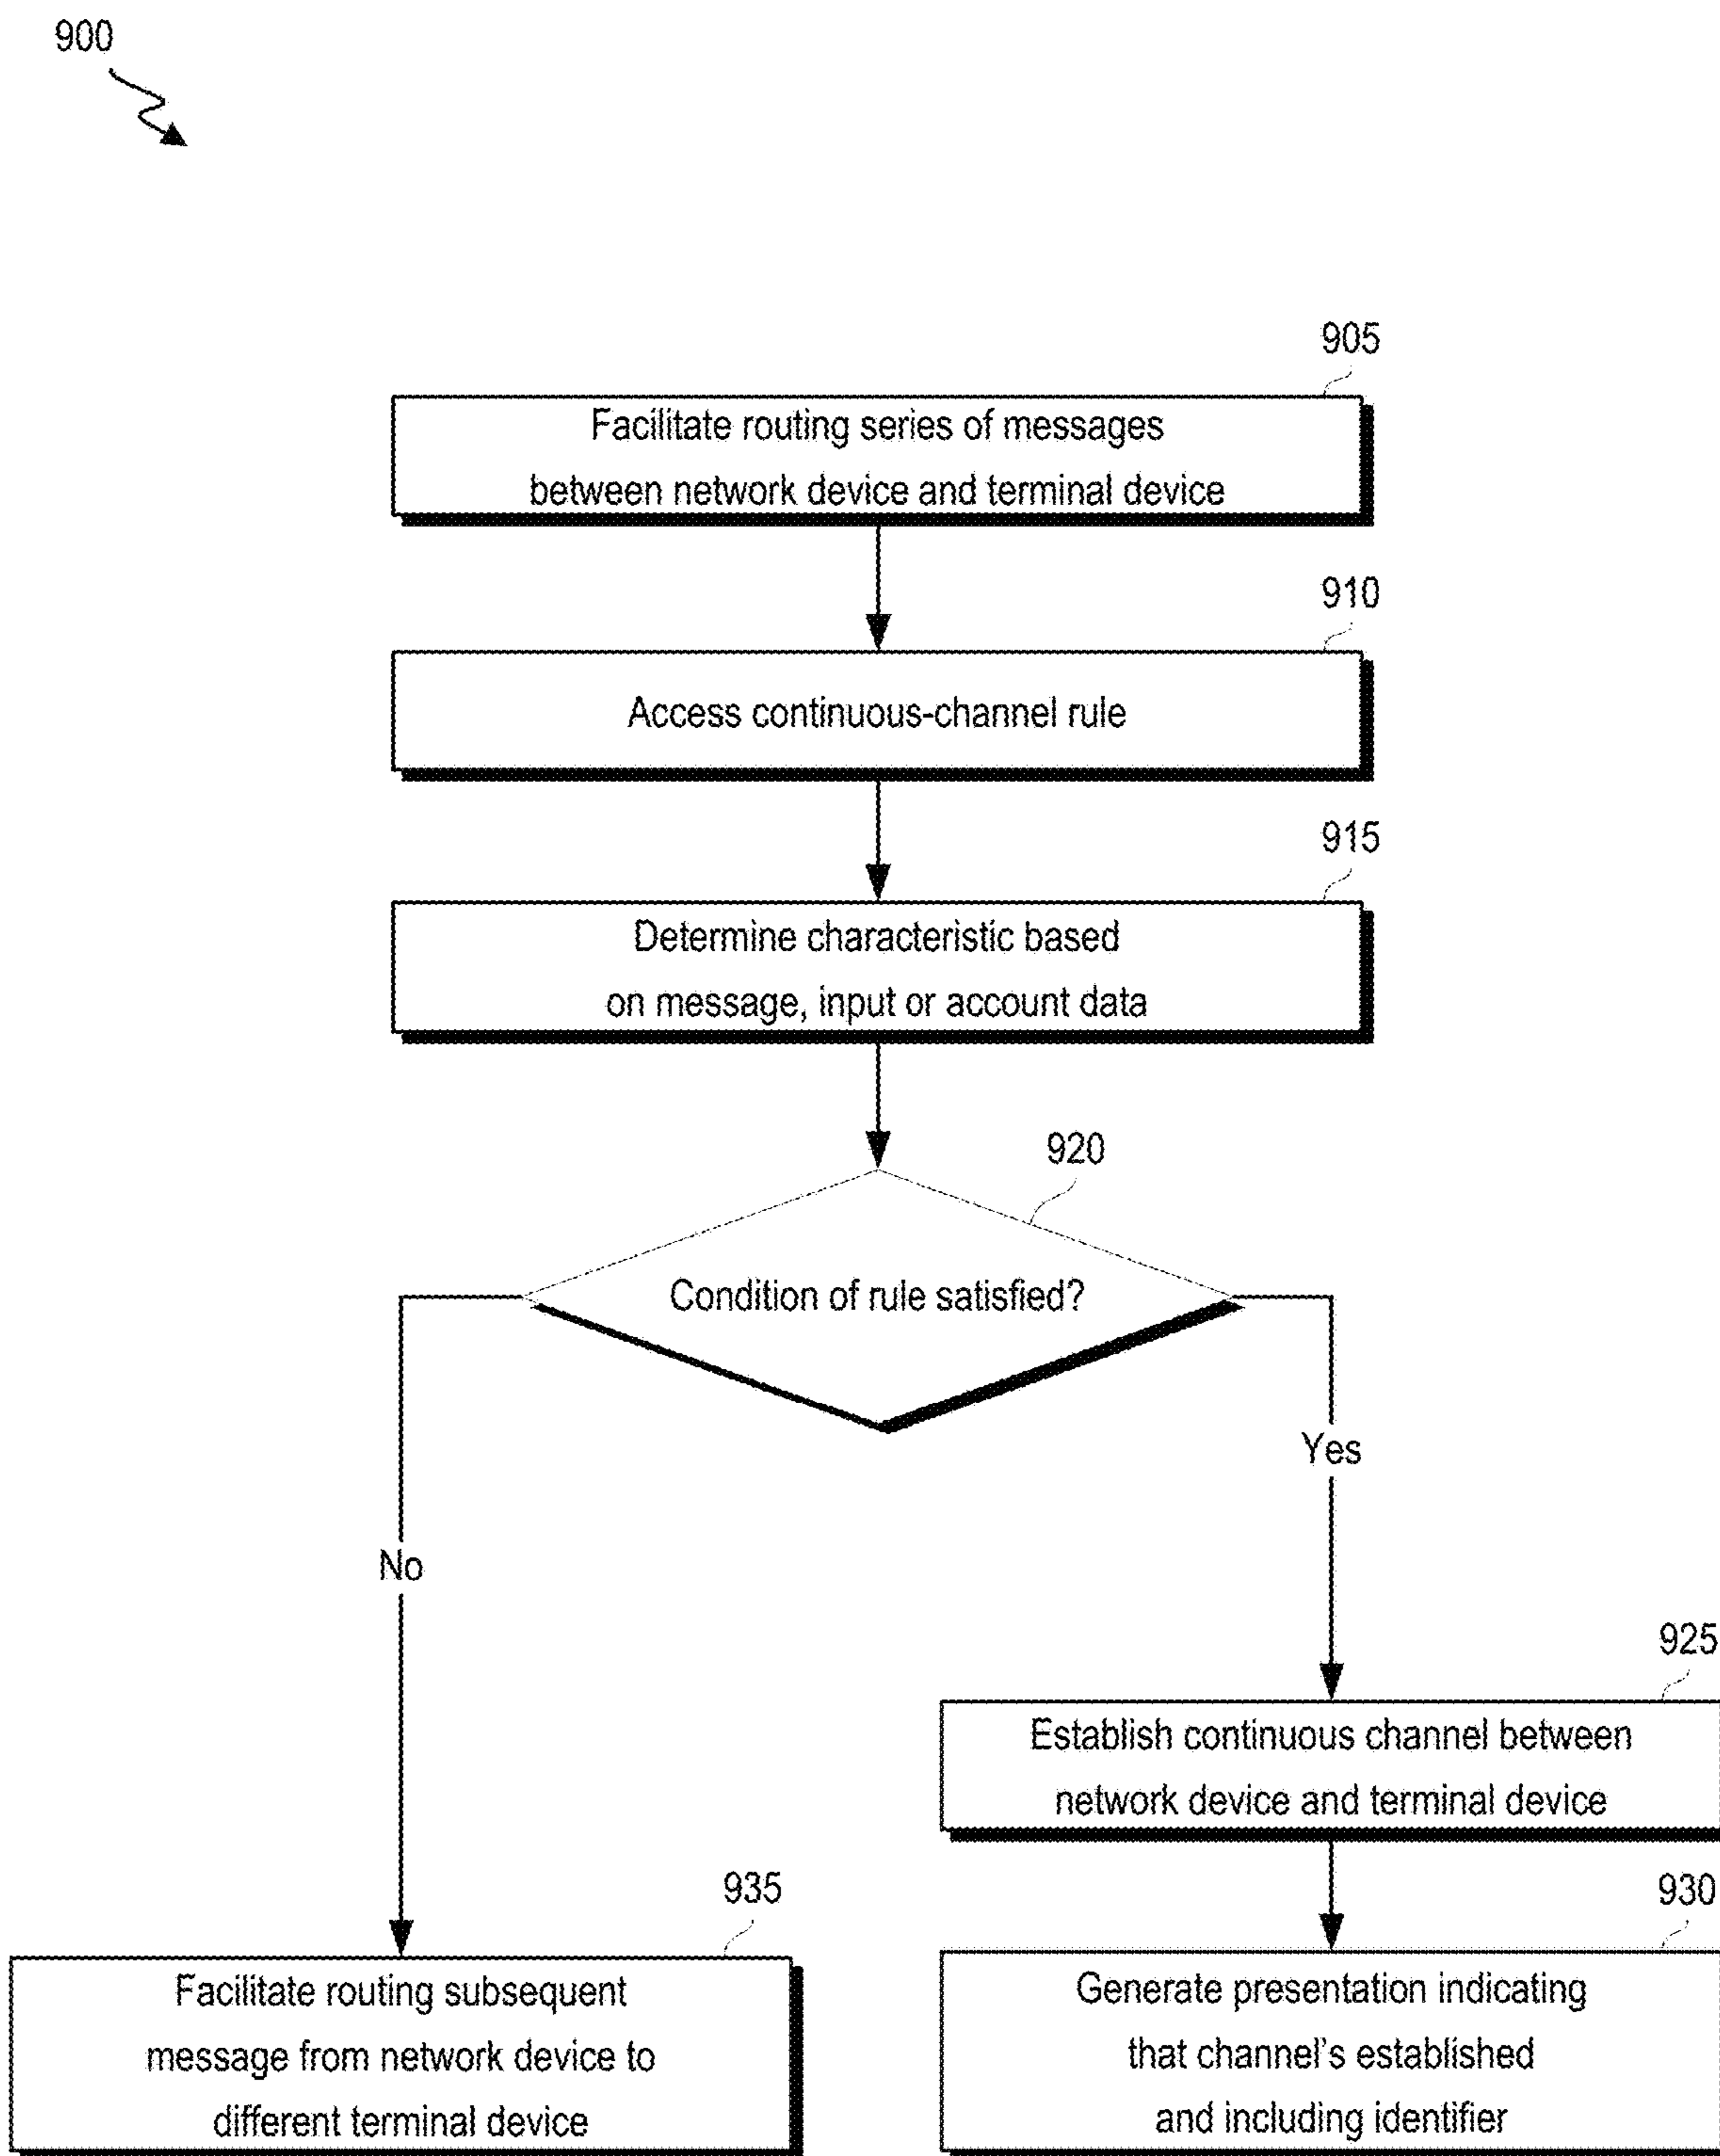 900
905
Facilitate routing series of messages
between network device and terminal device
910
Access continuous-channel rule
915
Determine characteristic based
on message, input or account data
920
Condition of rule satisfied?
Yes
No
925
Establish continuous channel between
network device and terminal device
935
930
Facilitate routing subsequent
message from network device to
different terminal device
Generate presentation indicating
that channel's established
and including identifier